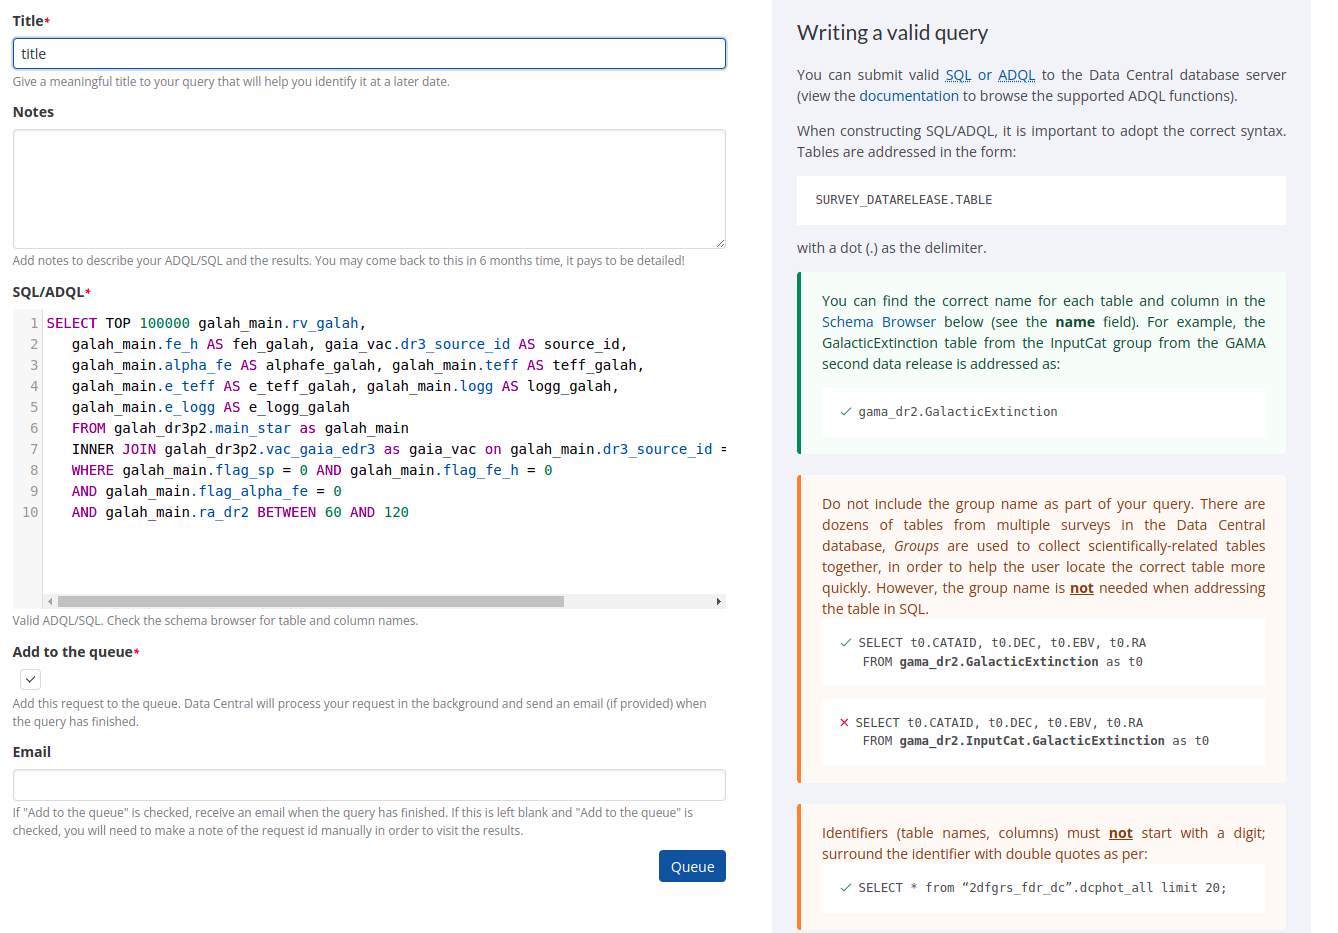 Title*
title
Give a meaningful title to your query that will help you identify it at a later date.
Notes
Add notes to describe your ADQL/SQL and the results. You may come back to this in 6 months time, it pays to be detailed!
SQL/ADQL*
1 SELECT TOP 100000 galah_main.rv_galah,
2 galah_main.fe_h AS feh_galah, gaia_vac.dr3_source_id AS source_id,
3 galah_main.alpha_fe AS alphafe_galah, galah_main.teff AS teff_galah,
4 galah_main.e_teff AS e_teff_galah, galah_main.logg AS logg_galah,
5 galah_main.e_logg AS e_logg_galah
6 FROM galah_dr3p2.main_star as galah_main
7 INNER JOIN galah_dr3p2.vac_gaia_edr3 as gaia_vac on galah_main.dr3_source_id =
8 WHERE galah_main.flag_sp = 0 AND galah_main.flag_fe_h = 0
9 AND galah_main.flag_alpha_fe = 0
10 AND galah_main.ra_dr2 BETWEEN 60 AND 120
Valid ADQL/SQL. Check the schema browser for table and column names.
Add to the queue*
Add this request to the queue. Data Central will process your request in the background and send an email (if provided) when
the query has finished.
Email
If "Add to the queue" is checked, receive an email when the query has finished. If this is left blank and "Add to the queue" is
checked, you will need to make a note of the request id manually in order to visit the results.
Queue
Writing a valid query
You can submit valid SQL or ADQL to the Data Central database server
(view the documentation to browse the supported ADQL functions).
When constructing SQL/ADQL, it is important to adopt the correct syntax.
Tables are addressed in the form:
SURVEY_DATARELEASE.TABLE
with a dot (.) as the delimiter.
You can find the correct name for each table and column in the
Schema Browser below (see the name field). For example, the
GalacticExtinction table from the InputCat group from the GAMA
second data release is addressed as:
✓ gama_dr2.GalacticExtinction
Do not include the group name as part of your query. There are
dozens of tables from multiple surveys in the Data Central
database, Groups are used to collect scientifically-related tables
together, in order to help the user locate the correct table more
quickly. However, the group name is not needed when addressing
the table in SQL.
✓ SELECT t0.CATAID, t0.DEC, t0.EBV, t0.RA
FROM gama_dr2.GalacticExtinction as t0
✕ SELECT t0.CATAID, t0.DEC, t0.EBV, t0.RA
FROM gama_dr2.InputCat.GalacticExtinction as t0
Identifiers (table names, columns) must not start with a digit;
surround the identifier with double quotes as per:
✓ SELECT * from “2dfgrs_fdr_dc”.dcphot_all limit 20;